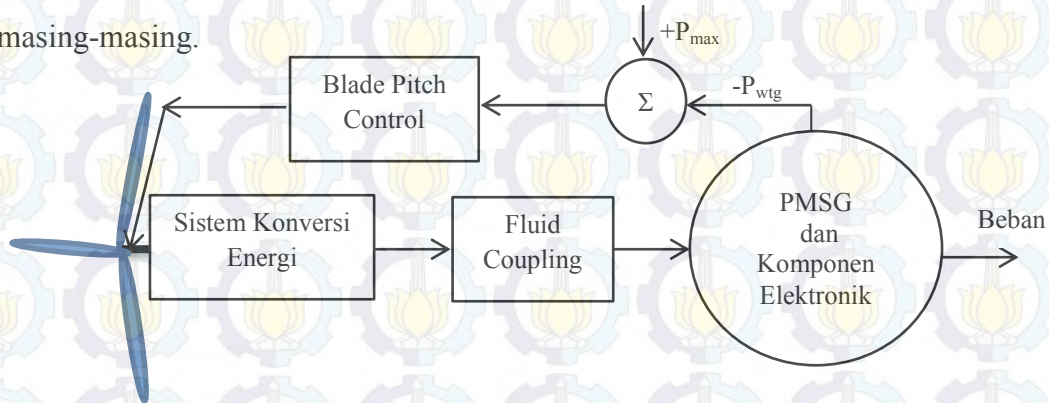 masing-masing.
+Pmax
Blade Pitch
Control
Σ
-Pwtg
Sistem Konversi
Energi
Fluid
Coupling
PMSG
dan
Komponen
Elektronik
Beban